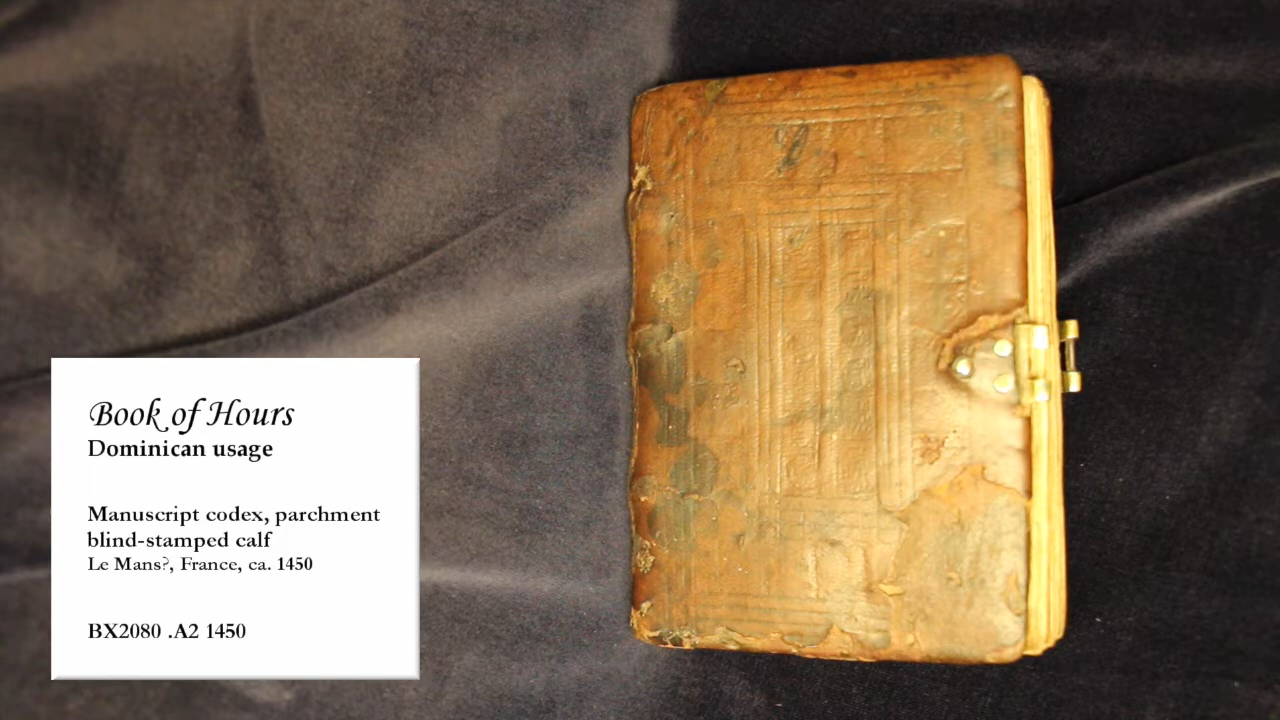 Book of Hours
Dominican usage
Manuscript codex, parchment
blind-stamped calf
Le Mans?, France, ca. 1450
BX2080 .A2 1450